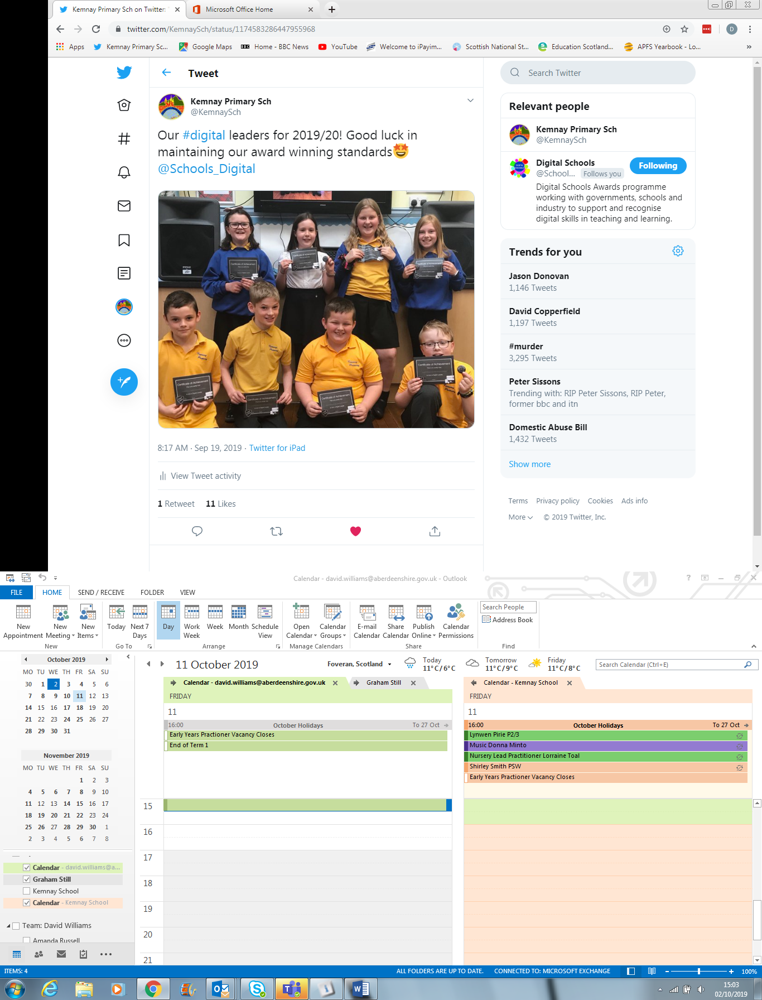 Kemnay Primary Sch on Twitter: "
Microsoft Office Home
twitter.com/KemnaySch/status/1174583286447955968
D
Apps
Kemnay Primary Sc...
Google Maps
BBC
Home - BBC News
YouTube
Welcome to iPayim...
Scottish National St...
Education Scotland...
APFS Yearbook - Lo...
»
Tweet
Search Twitter
Kemnay Primary Sch
@KemnaySch
Our #digital leaders for 2019/20! Good luck in
maintaining our award winning standards🤩
@Schools_Digital
Certificate of Achievement
Certificate of Achievement
Certificate of Achievement
Certificate of Achievement
Certificate of Achievement
Certificate of Achievement
8:17 AM · Sep 19, 2019 · Twitter for iPad
View Tweet activity
1 Retweet 11 Likes
Relevant people
Kemnay Primary Sch
@KemnaySch
Digital Schools
@School... Follows you
Following
Digital Schools Awards programme
working with governments, schools and
industry to support and recognise
digital skills in teaching and learning.
Trends for you
Jason Donovan
1,146 Tweets
David Copperfield
1,197 Tweets
#murder
3,295 Tweets
Peter Sissons
Trending with: RIP Peter Sissons, RIP Peter,
former bbc and itn
Domestic Abuse Bill
1,432 Tweets
Show more
Terms Privacy policy Cookies Ads info
More © 2019 Twitter, Inc.
Calendar - david.williams@aberdeenshire.gov.uk - Outlook
?
FILE HOME SEND / RECEIVE FOLDER VIEW
New Appointment
New Meeting
New Items
New
Today
Next 7 Days
Go To
Day
Work Week
Week
Month
Schedule View
Arrange
Open Calendar
Calendar Groups
Manage Calendars
E-mail Calendar
Share Calendar
Publish Online
Calendar Permissions
Share
Search People
Address Book
Find
October 2019
MO TU WE TH FR SA SU
30 1 2 3 4 5 6
7 8 9 10 11 12 13
14 15 16 17 18 19 20
21 22 23 24 25 26 27
28 29 30 31
November 2019
MO TU WE TH FR SA SU
1 2 3
4 5 6 7 8 9 10
11 12 13 14 15 16 17
18 19 20 21 22 23 24
25 26 27 28 29 30 1
2 3 4 5 6 7 8
Calendar - david.williams@a...
Graham Still
Kemnay School
Calendar - Kemnay School
Team: David Williams
Amanda Russell
11 October 2019
Foveran, Scotland
Today
11°C/6°C
Tomorrow
11°C/9°C
Friday
11°C/8°C
Search Calendar (Ctrl+E)
Calendar - david.williams@aberdeenshire.gov.uk
Graham Still
Calendar - Kemnay School
FRIDAY
11
16:00 October Holidays To 27 Oct
Early Years Practioner Vacancy Closes
End of Term 1
FRIDAY
11
16:00 October Holidays To 27 Oct
Lynwen Pirie P2/3
Music Donna Minto
Nursery Lead Practitioner Lorraine Toal
Shirley Smith PSW
Early Years Practioner Vacancy Closes
15
16
17
18
19
20
21
ITEMS: 4
ALL FOLDERS ARE UP TO DATE.
CONNECTED TO: MICROSOFT EXCHANGE
100%
15:03
02/10/2019